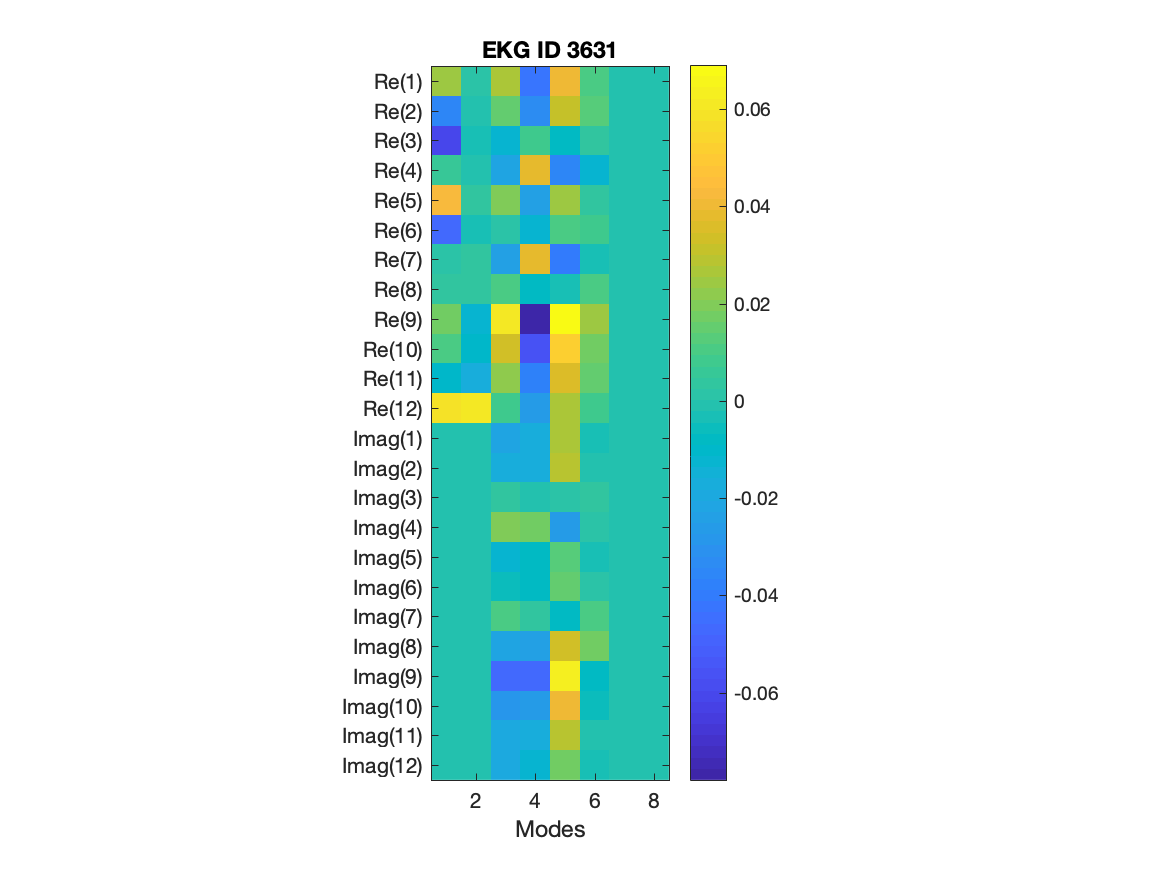 EKG ID 3631
Re(1)
Re(2)
Re(3)
Re(4)
Re(5)
Re(6)
Re(7)
Re(8)
Re(9)
Re(10)
Re(11)
Re(12)
Imag(1)
Imag(2)
Imag(3)
Imag(4)
Imag(5)
Imag(6)
Imag(7)
Imag(8)
Imag(9)
Imag(10)
Imag(11)
Imag(12)
2 4 6 8
Modes
0.06
0.04
0.02
0
-0.02
-0.04
-0.06